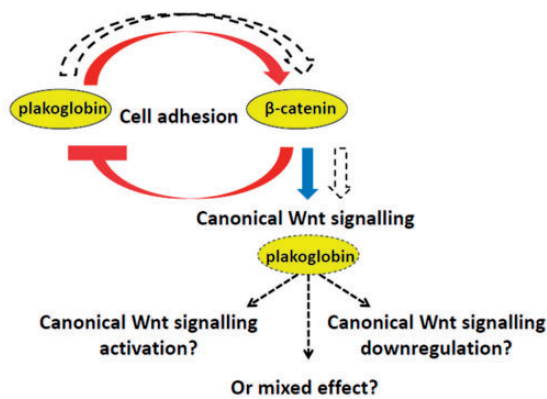 plakoglobin
Cell adhesion
β-catenin
Canonical Wnt signalling
plakoglobin
Canonical Wnt signalling
activation?
Canonical Wnt signalling
downregulation?
Or mixed effect?